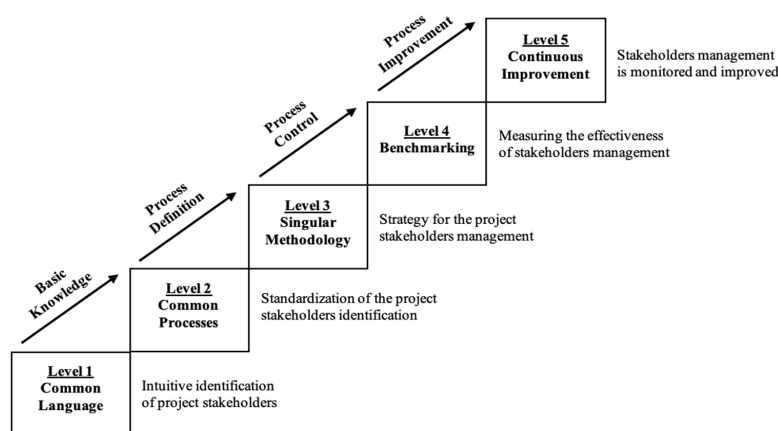 Process
Improvement
Level 5
Continuous
Improvement
Stakeholders management
is monitored and improved
Process
Control
Level 4
Benchmarking
Measuring the effectiveness
of stakeholders management
Process
Definition
Level 3
Singular
Methodology
Strategy for the project
stakeholders management
Basic
Knowledge
Level 2
Common
Processes
Standardization of the project
stakeholders identification
Level 1
Common
Language
Intuitive identification
of project stakeholders